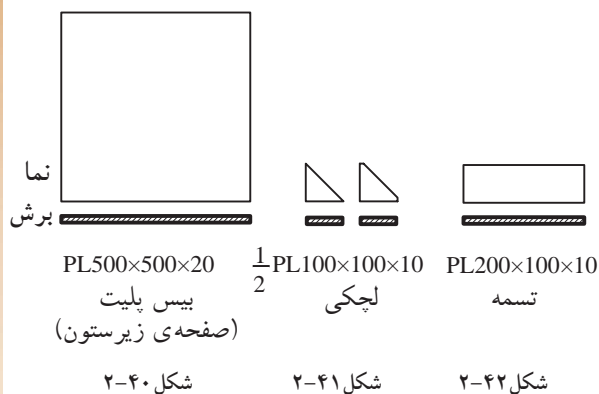 نما
برش
PL500×500×20
بیس پلیت
(صفحه‌ی زیرستون)
شکل ۴۰-۲
1/2 PL100×100×10
لچکی
شکل ۴۱-۲
PL200×100×10
تسمه
شکل ۴۲-۲